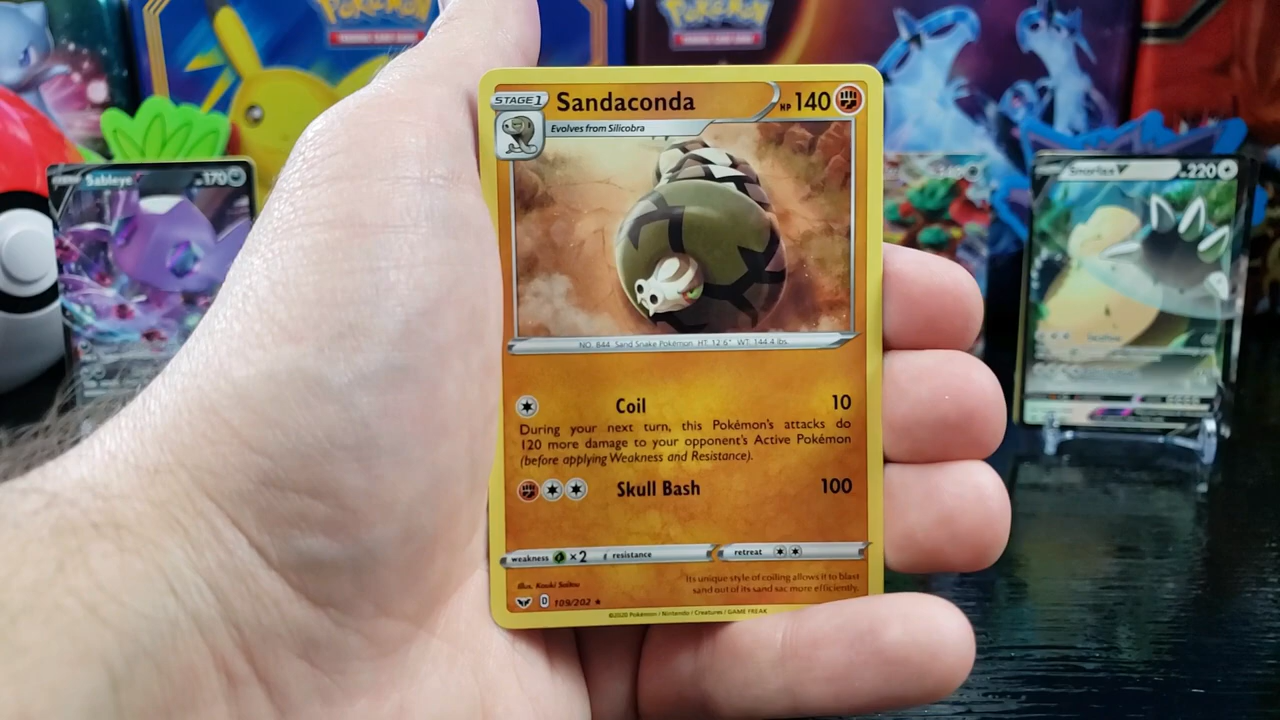 POKéMON
POKéMON
Sableye
170
Snorlax V
220
STAGE 1 Sandaconda NP 140
Evolves from Silicobra
NO. 844 Sand Snake Pokémon HT: 12'6" WT: 144.4 lbs.
Coil 10
During your next turn, this Pokémon's attacks do
120 more damage to your opponent's Active Pokémon
(before applying Weakness and Resistance).
Skull Bash 100
weakness ×2 resistance retreat
Illus. Kouki Saitou
Its unique style of coiling allows it to blast
sand out of its sand sac more efficiently.
D 109/202 ★
©2020 Pokémon / Nintendo / Creatures / GAME FREAK